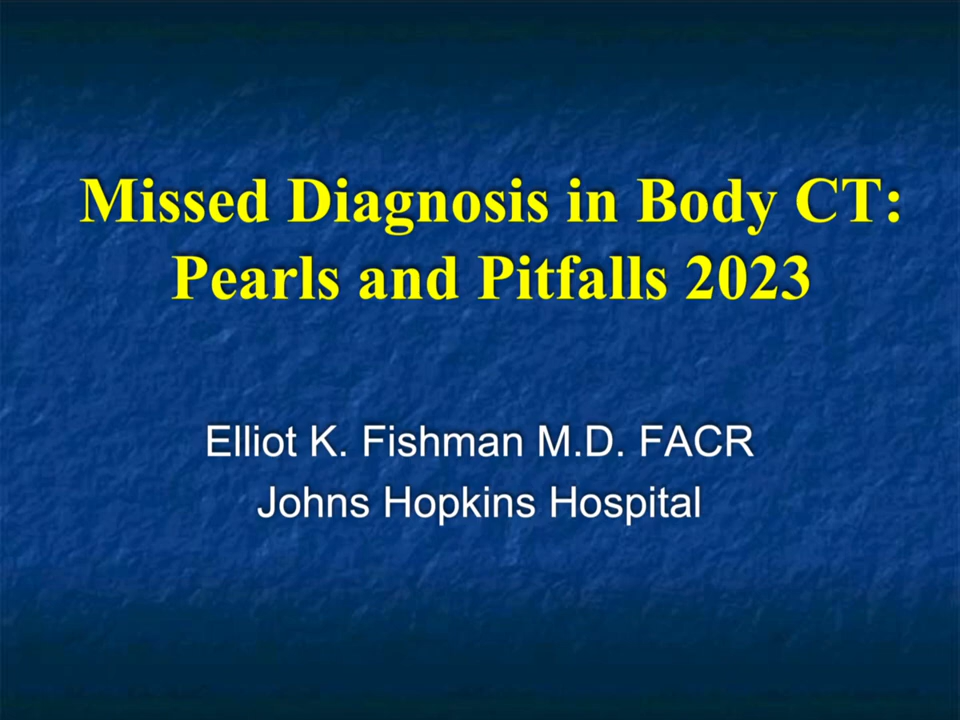 Missed Diagnosis in Body CT:
Pearls and Pitfalls 2023
Elliot K. Fishman M.D. FACR
Johns Hopkins Hospital